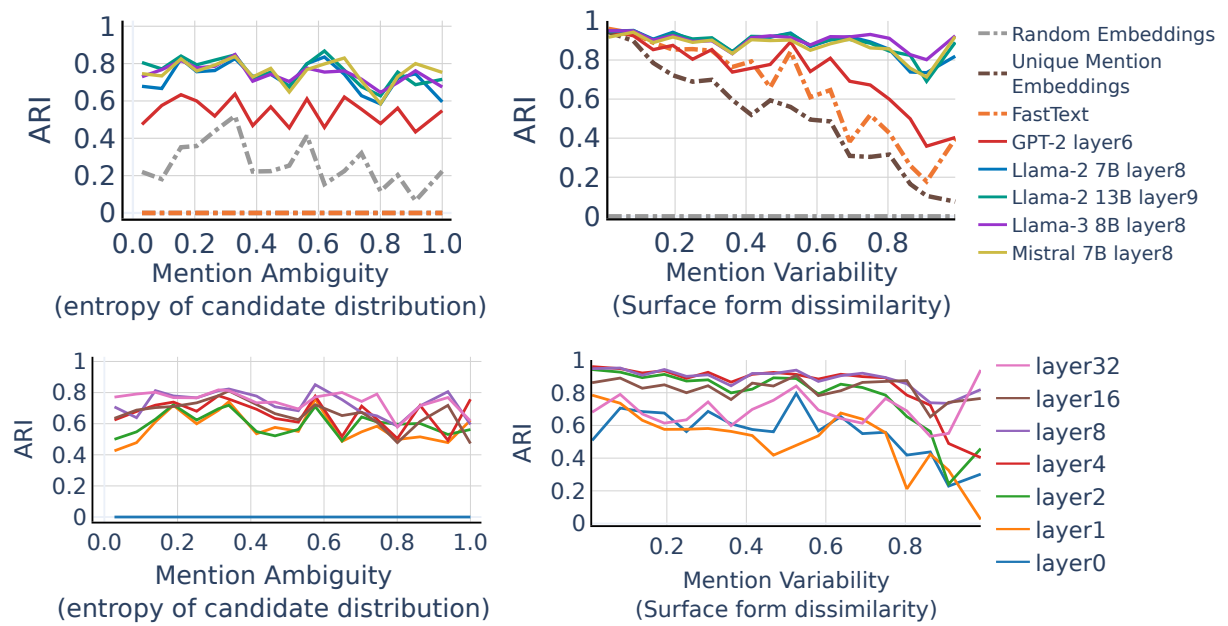 1
0.8
0.6
0.4
0.2
0
ARI
0.0 0.2 0.4 0.6 0.8 1.0
Mention Ambiguity
(entropy of candidate distribution)
1
0.8
0.6
0.4
0.2
0
ARI
0.2 0.4 0.6 0.8
Mention Variability
(Surface form dissimilarity)
Random Embeddings
Unique Mention
Embeddings
FastText
GPT-2 layer6
Llama-2 7B layer8
Llama-2 13B layer9
Llama-3 8B layer8
Mistral 7B layer8
1
0.8
0.6
0.4
0.2
0
ARI
0.0 0.2 0.4 0.6 0.8 1.0
Mention Ambiguity
(entropy of candidate distribution)
1
0.8
0.6
0.4
0.2
0
ARI
0.2 0.4 0.6 0.8
Mention Variability
(Surface form dissimilarity)
layer32
layer16
layer8
layer4
layer2
layer1
layer0